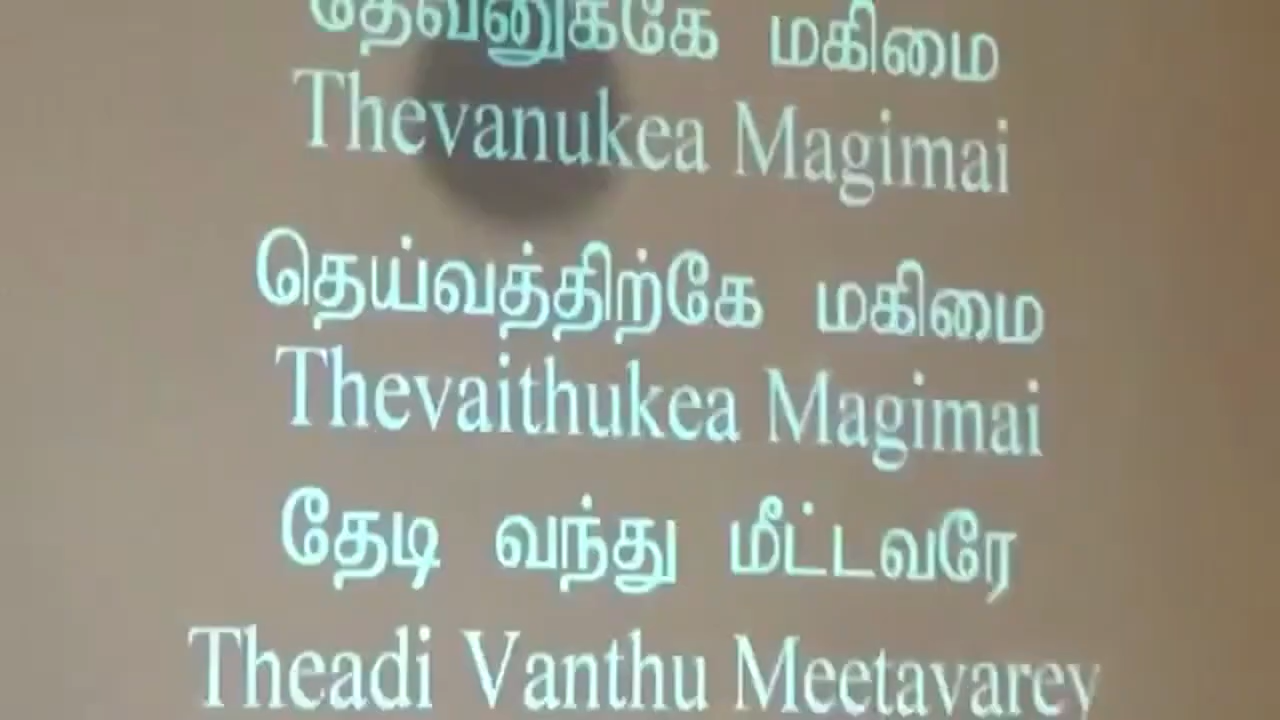 தேவனுக்கே மகிமை
Thevanukea Magimai
தெய்வத்திற்கே மகிமை
Thevaithukea Magimai
தேடி வந்து மீட்டவரே
Theadi Vanthu Meetavarey